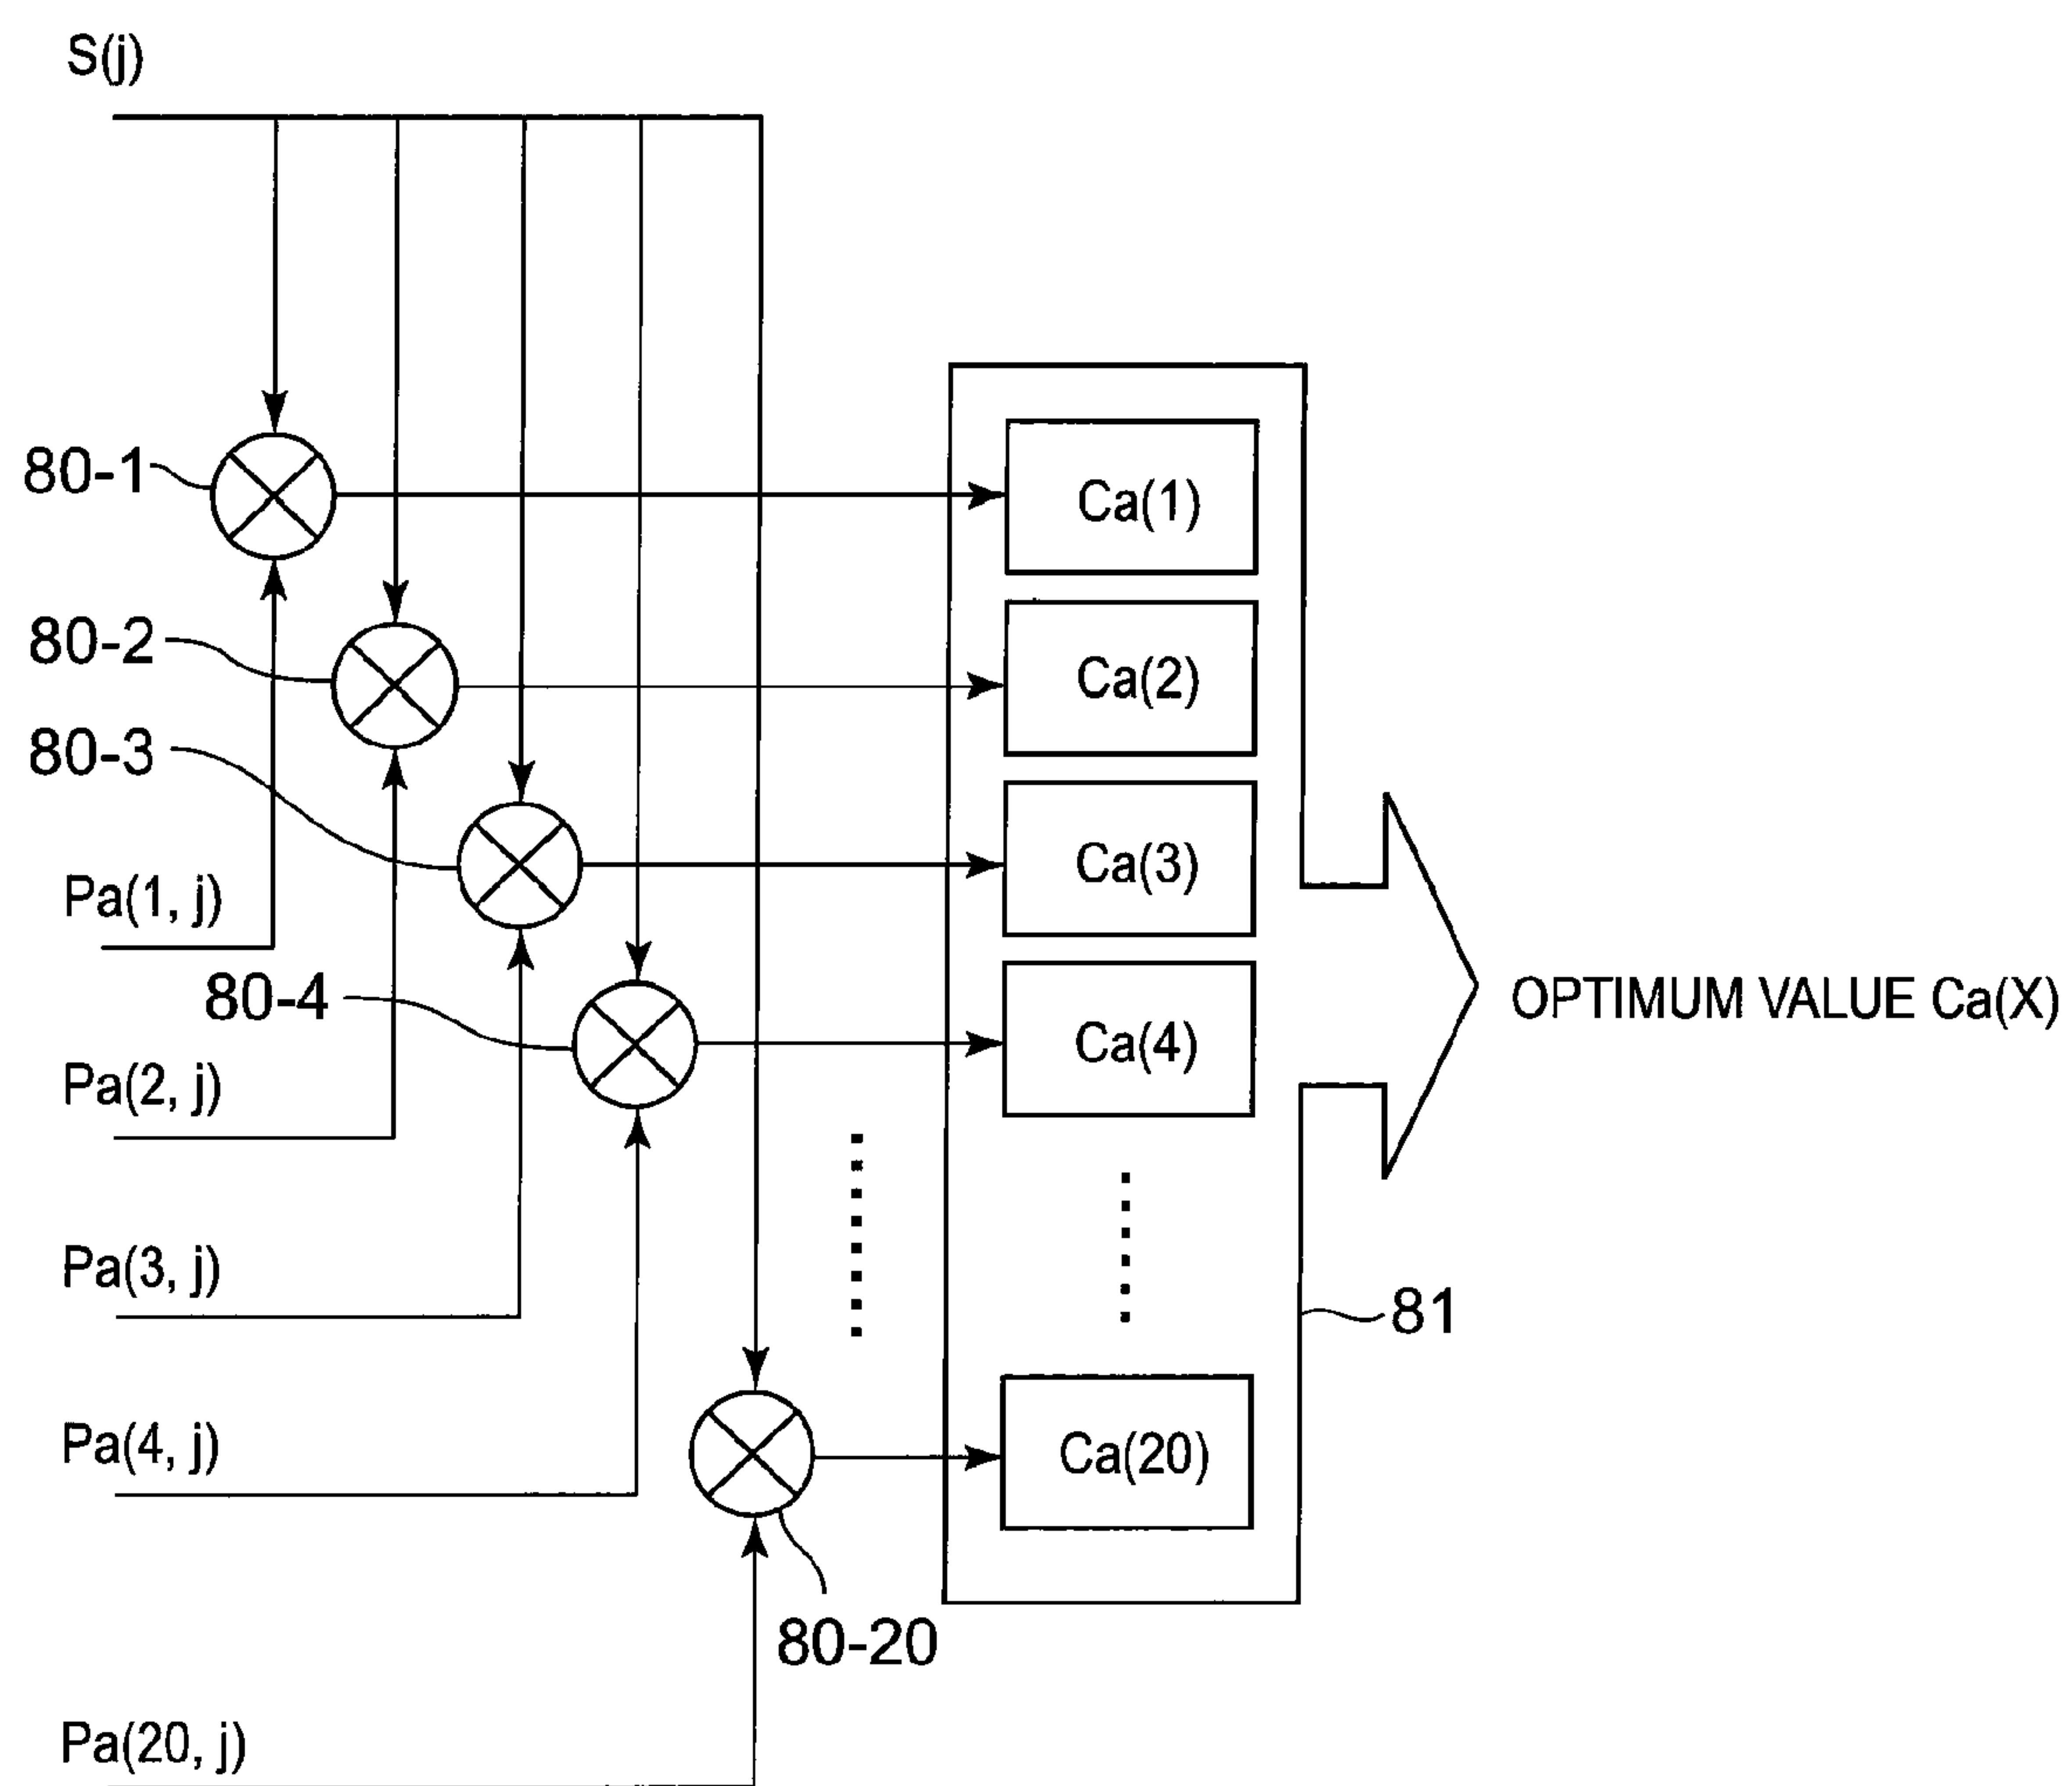 S(j)
80-1
Ca(1)
80-2
Ca(2)
80-3
Ca(3)
Pa(1, j)
80-4
OPTIMUM VALUE Ca(X)
Ca(4)
Pa(2, j)
Pa(3, j)
81
Pa(4, j)
Ca(20)
80-20
Pa(20, j)